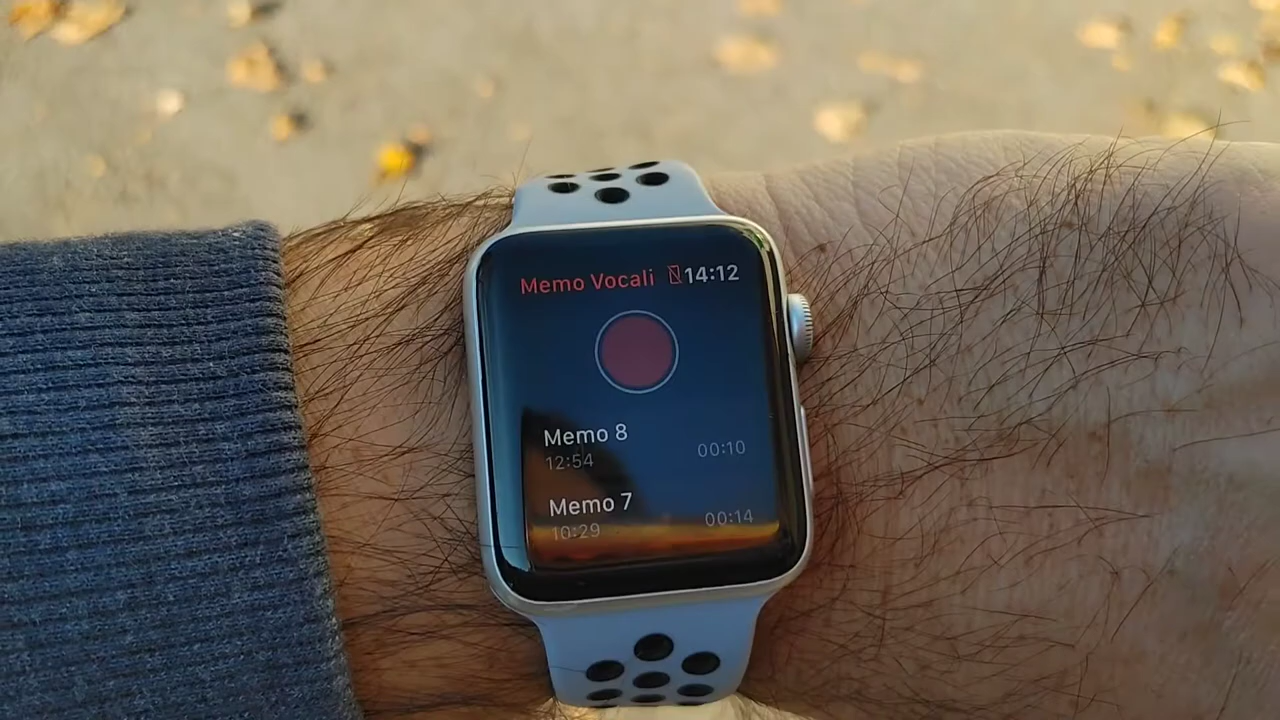 Memo Vocali 14:12
Memo 8
12:54 00:10
Memo 7
10:29 00:14